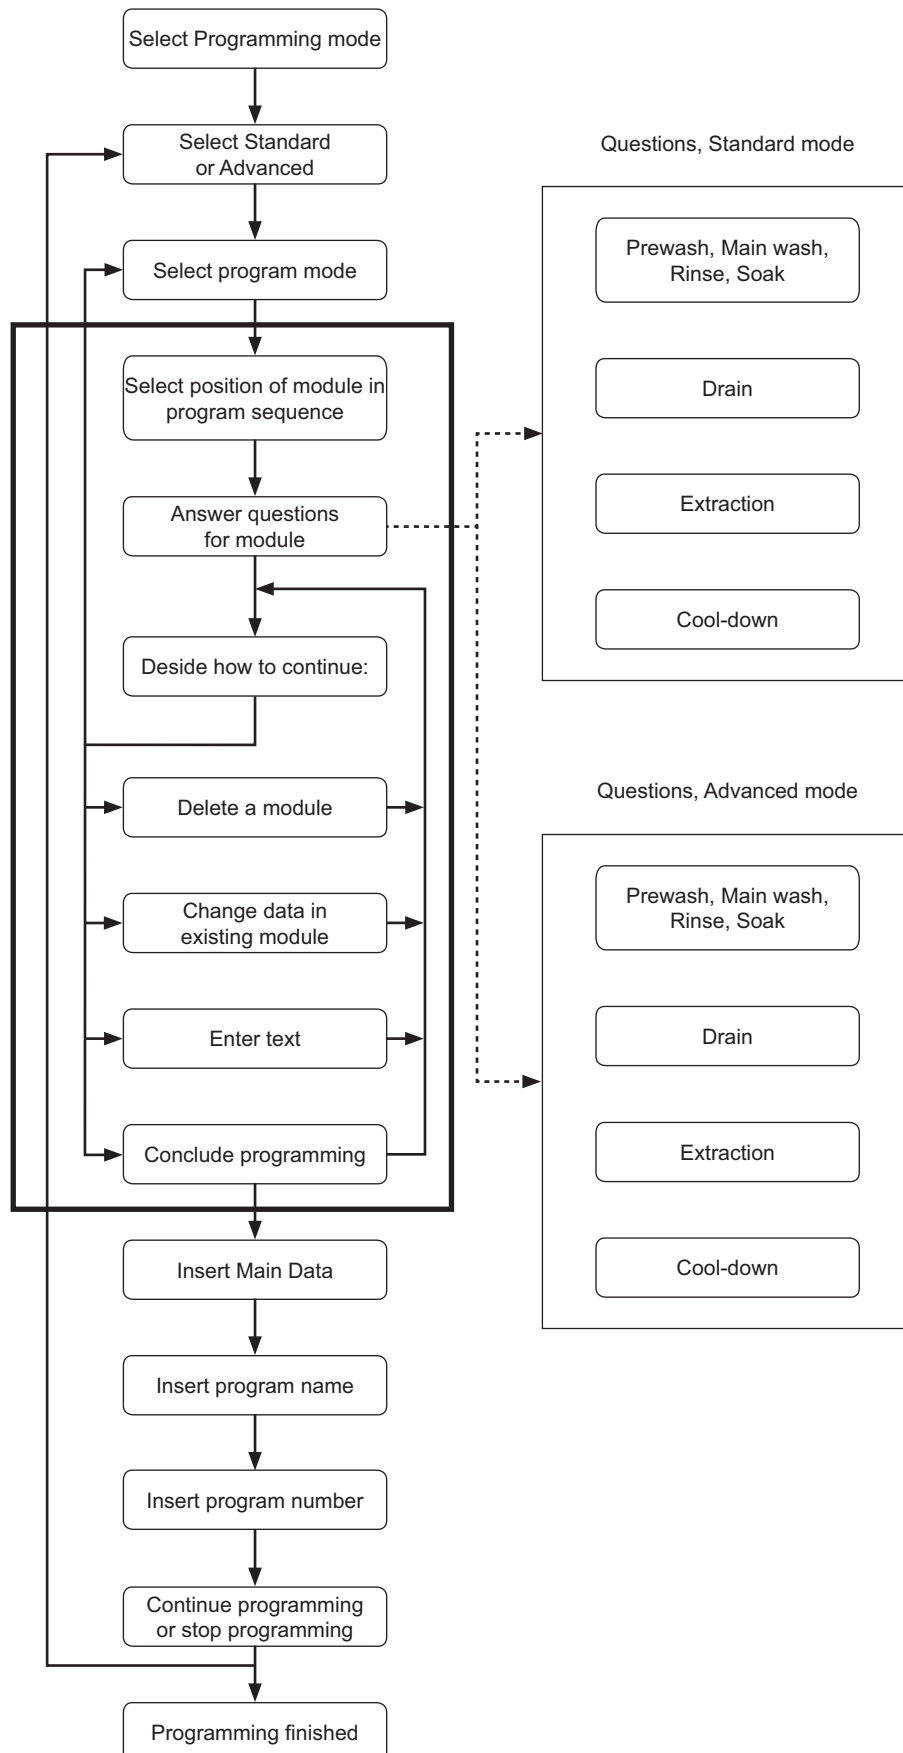 Select Programming mode
Select Standard
or Advanced
Select program mode
Select position of module in
program sequence
Answer questions
for module
Deside how to continue:
Delete a module
Change data in
existing module
Enter text
Conclude programming
Insert Main Data
Insert program name
Insert program number
Continue programming
or stop programming
Programming finished
Questions, Standard mode
Prewash, Main wash,
Rinse, Soak
Drain
Extraction
Cool-down
Questions, Advanced mode
Prewash, Main wash,
Rinse, Soak
Drain
Extraction
Cool-down